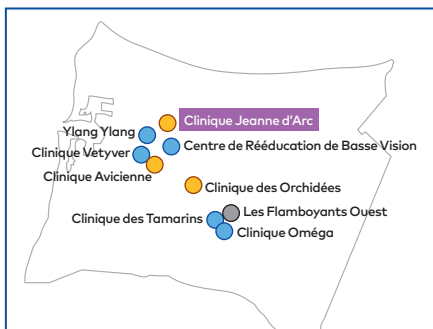 Clinique Jeanne d'Arc
Ylang Ylang
Centre de Rééducation de Basse Vision
Clinique Vetyver
Clinique Avicienne
Clinique des Orchidées
Les Flamboyants Ouest
Clinique des Tamarins
Clinique Oméga